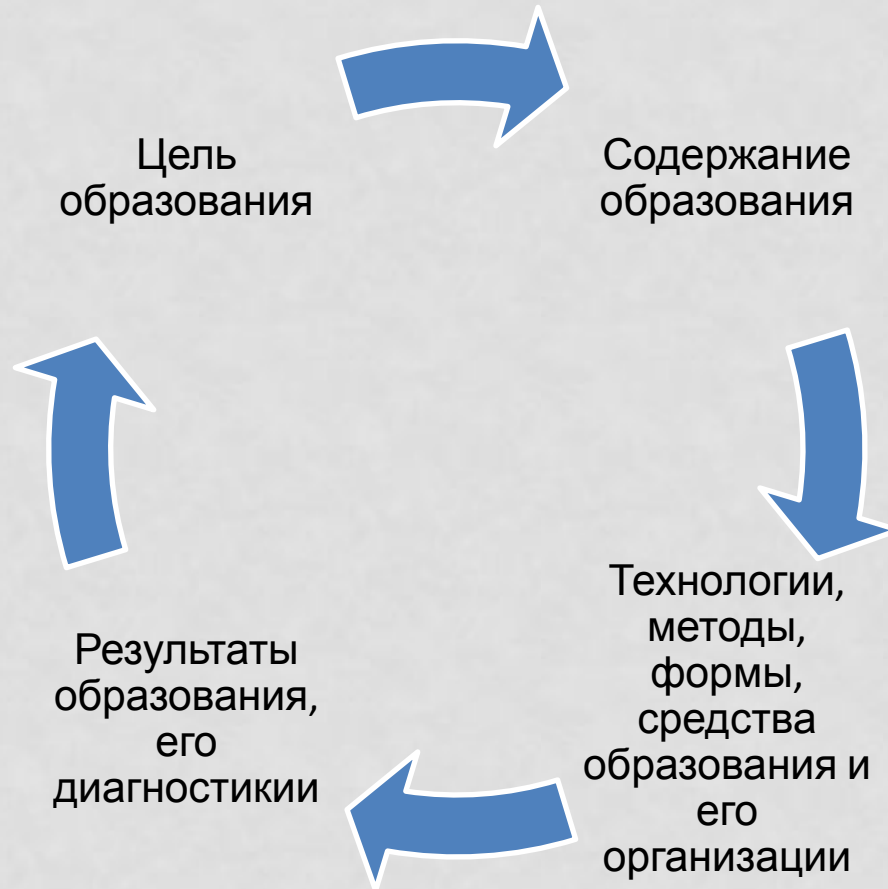 Цель
образования
Содержание
образования
Технологии,
методы,
формы,
средства
образования и
его
организации
Результаты
образования,
его
диагностикии